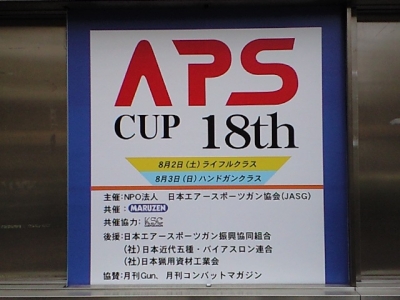 APS
CUP 18th
8月2日(土)ライフルクラス
8月3日(日)ハンドガンクラス
主催:NPO法人 日本エアースポーツガン協会(JASG)
共催:MARUZEN
共催協力:KSC
後援:日本エアースポーツガン振興協同組合
(社)日本近代五種・バイアスロン連合
(社)日本猟用資材工業会
協賛:月刊Gun、月刊コンバットマガジン